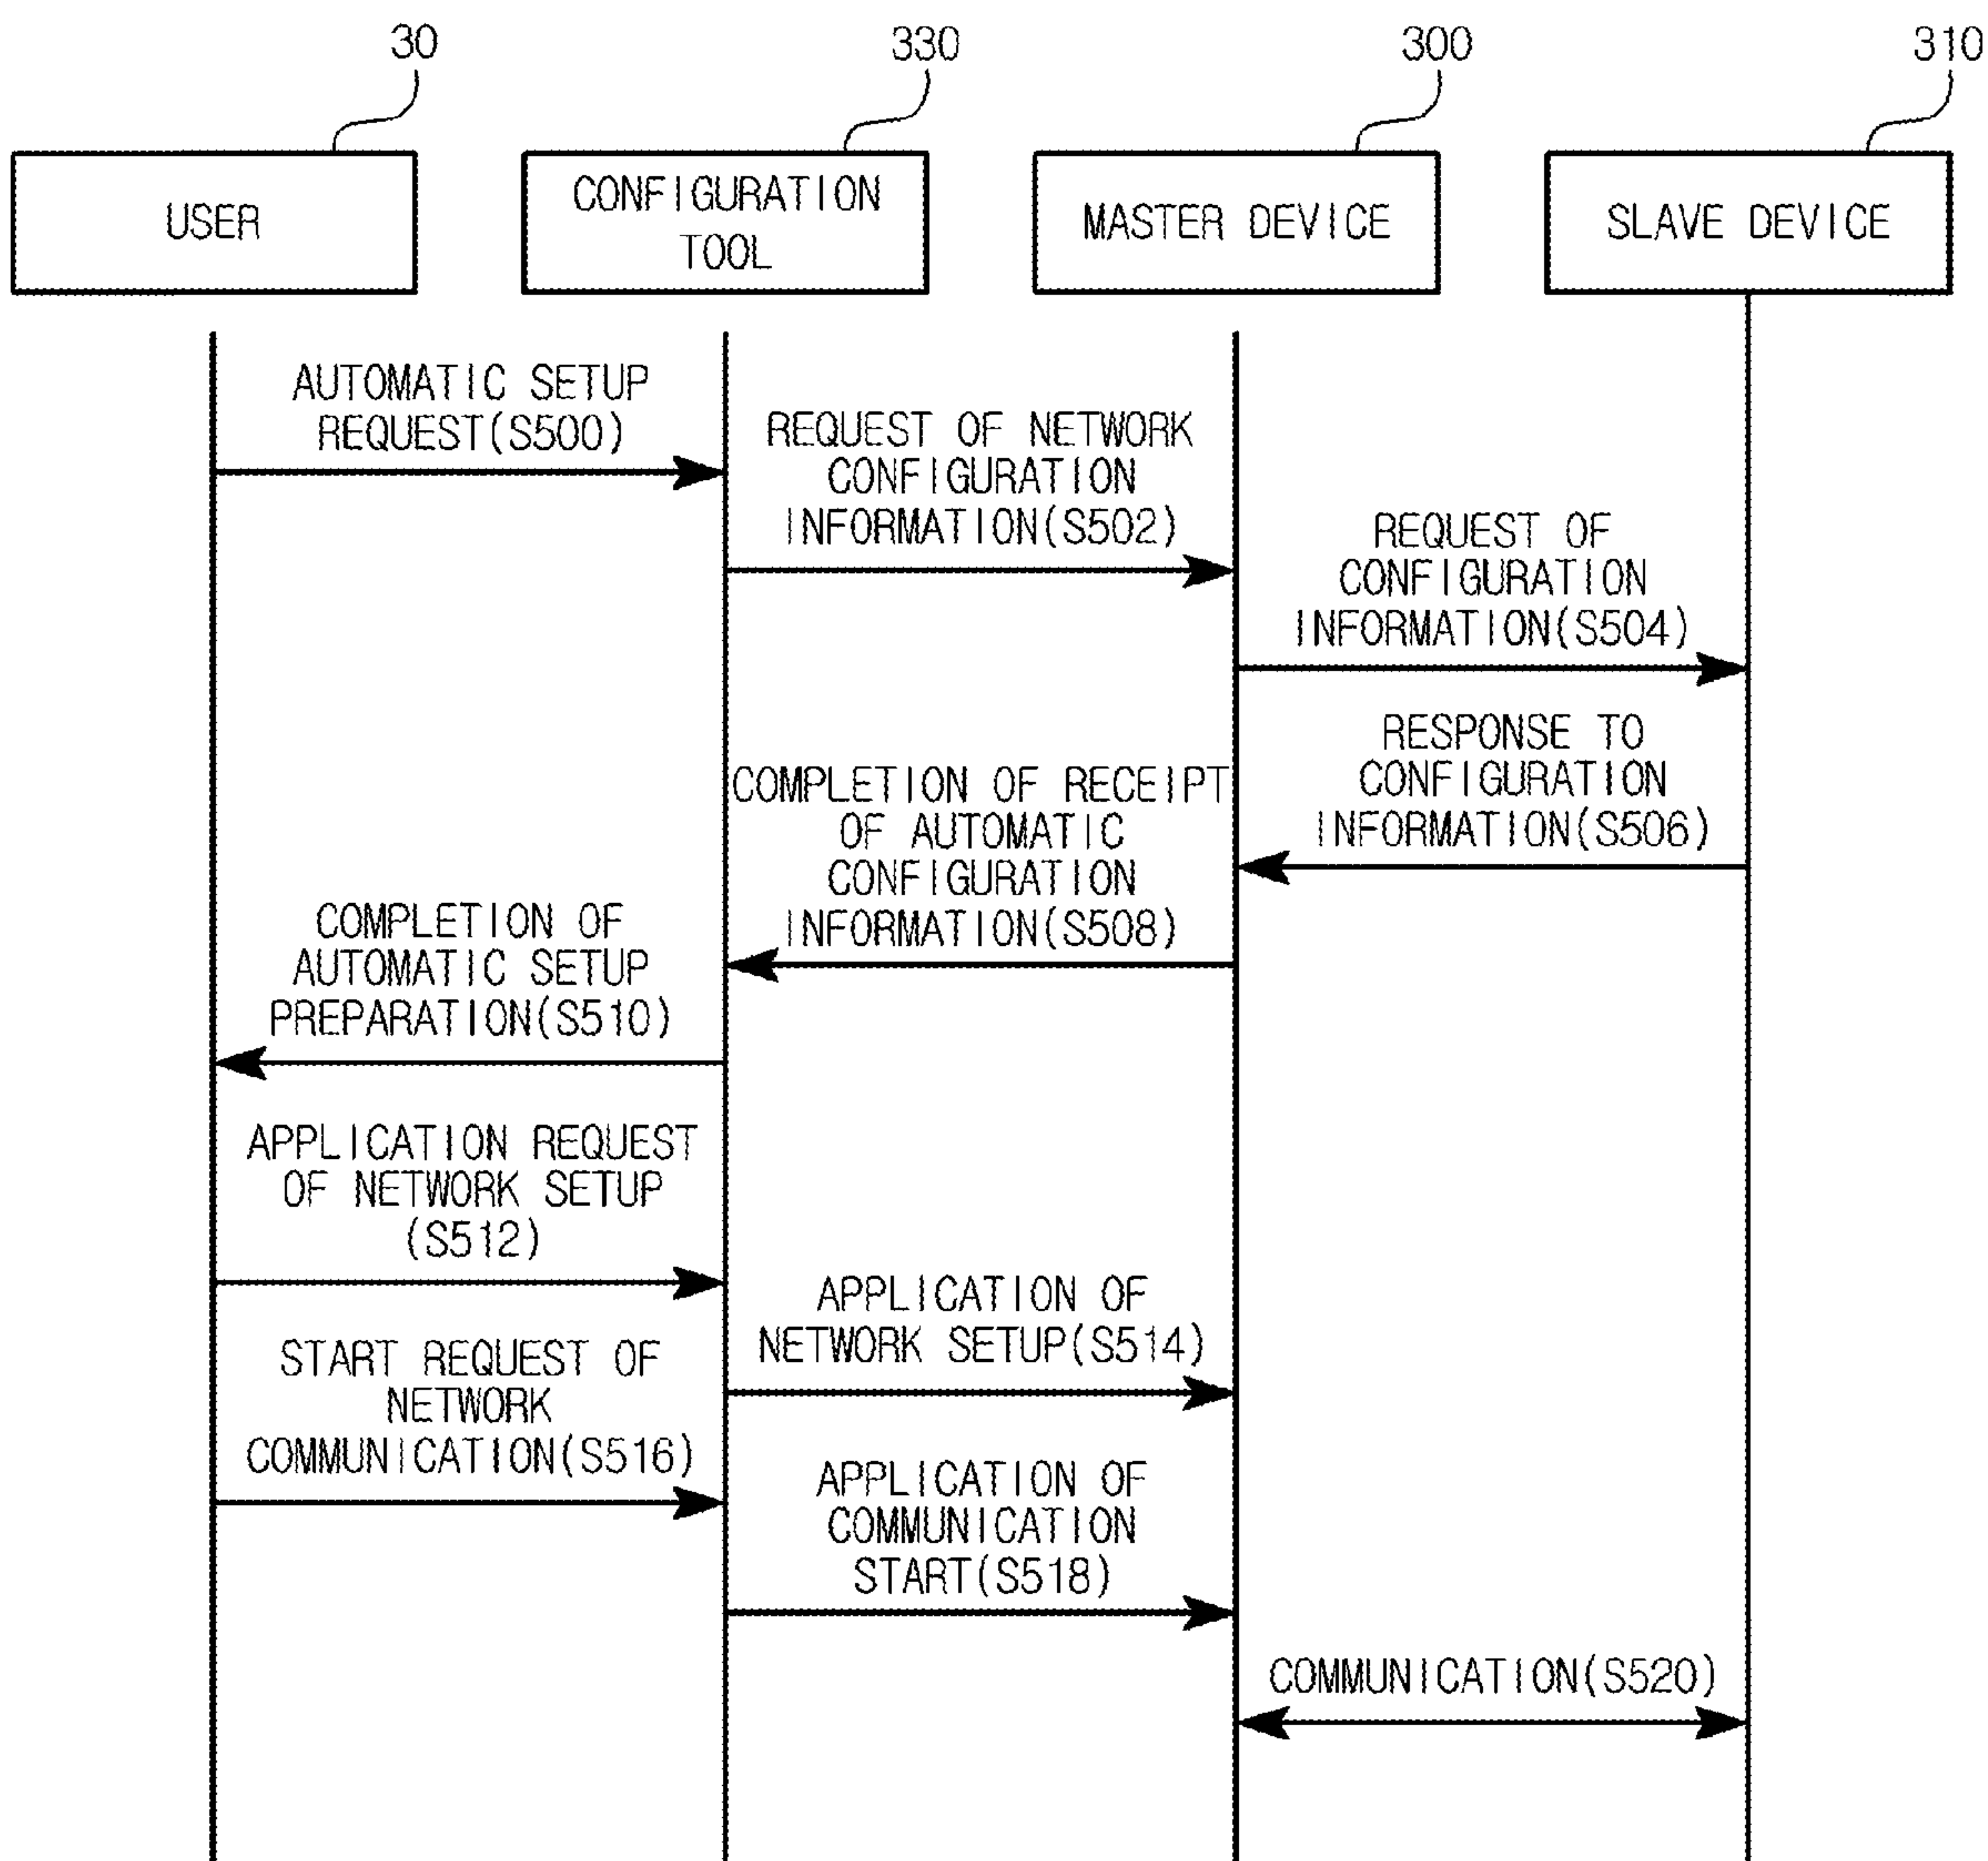 30
330
300
310
USER
CONFIGURATION
TOOL
MASTER DEVICE
SLAVE DEVICE
AUTOMATIC SETUP
REQUEST(S500)
REQUEST OF NETWORK
CONFIGURATION
INFORMATION(S502)
REQUEST OF
CONFIGURATION
INFORMATION(S504)
RESPONSE TO
CONFIGURATION
INFORMATION(S506)
COMPLETION OF RECEIPT
OF AUTOMATIC
CONFIGURATION
INFORMATION(S508)
COMPLETION OF
AUTOMATIC SETUP
PREPARATION(S510)
APPLICATION REQUEST
OF NETWORK SETUP
(S512)
APPLICATION OF
NETWORK SETUP(S514)
START REQUEST OF
NETWORK
COMMUNICATION(S516)
APPLICATION OF
COMMUNICATION
START(S518)
COMMUNICATION(S520)